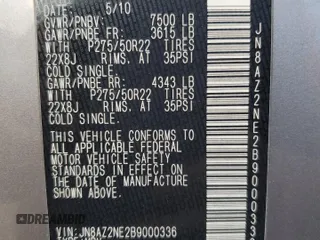 DATE: 5/10
GVWR/PNBV: 7500 LB
GAWR/PNBE FR: 3615 LB
WITH P275/50R22 TIRES
22X8J RIMS. AT 35PSI
COLD SINGLE.
GAWR/PNBE RR: 4343 LB
WITH P275/50R22 TIRES
22X8J RIMS. AT 35PSI
COLD SINGLE.
THIS VEHICLE CONFORMS TO
ALL APPLICABLE FEDERAL
MOTOR VEHICLE SAFETY
STANDARDS IN EFFECT ON
THE DATE OF MANUFACTURE
SHOWN ABOVE.
VIN: JN8AZ2NE2B9000336
JN8AZ2NE2B900033
DREAMBID